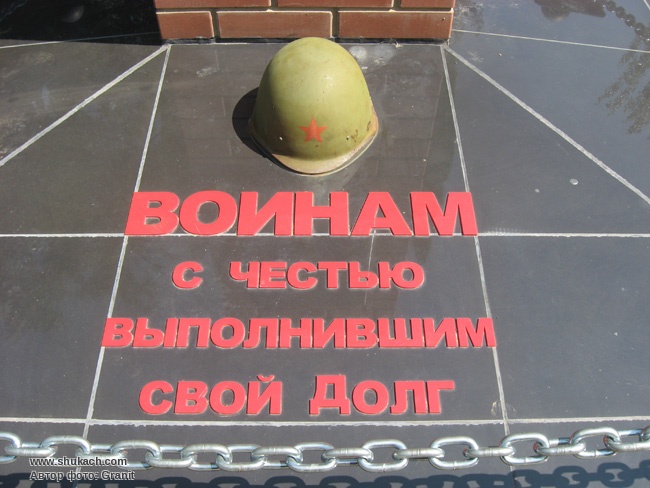 ВОИНАМ
С ЧЕСТЬЮ
ВЫПОЛНИВШИМ
СВОЙ ДОЛГ
www.shukach.com
Автор фото: Granit